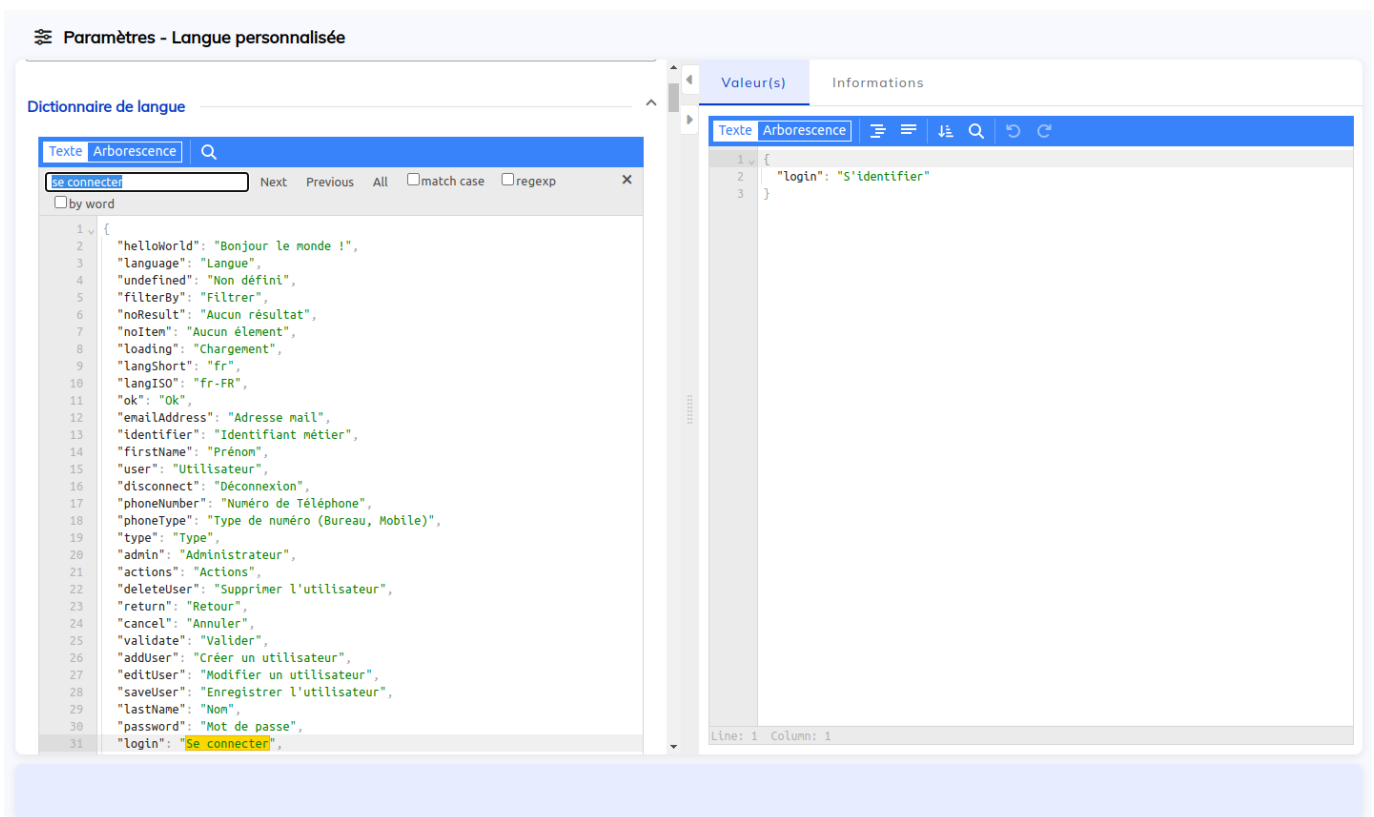 Paramètres - Langue personnalisée
Dictionnaire de langue
Texte Arborescence
se connecter Next Previous All match case regexp ×
by word
1 {
2 "helloWorld": "Bonjour le monde !",
3 "language": "Langue",
4 "undefined": "Non défini",
5 "filterBy": "Filtrer",
6 "noResult": "Aucun résultat",
7 "noItem": "Aucun élement",
8 "loading": "Chargement",
9 "langShort": "fr",
10 "langISO": "fr-FR",
11 "ok": "Ok",
12 "emailAddress": "Adresse mail",
13 "identifier": "Identifiant métier",
14 "firstName": "Prénom",
15 "user": "Utilisateur",
16 "disconnect": "Déconnexion",
17 "phoneNumber": "Numéro de Téléphone",
18 "phoneType": "Type de numéro (Bureau, Mobile)",
19 "type": "Type",
20 "admin": "Administrateur",
21 "actions": "Actions",
22 "deleteUser": "Supprimer l'utilisateur",
23 "return": "Retour",
24 "cancel": "Annuler",
25 "validate": "Valider",
26 "addUser": "Créer un utilisateur",
27 "editUser": "Modifier un utilisateur",
28 "saveUser": "Enregistrer l'utilisateur",
29 "lastName": "Nom",
30 "password": "Mot de passe",
31 "login": "Se connecter",
Valeur(s) Informations
Texte Arborescence
1 {
2 "login": "S'identifier"
3 }
Line: 1 Column: 1